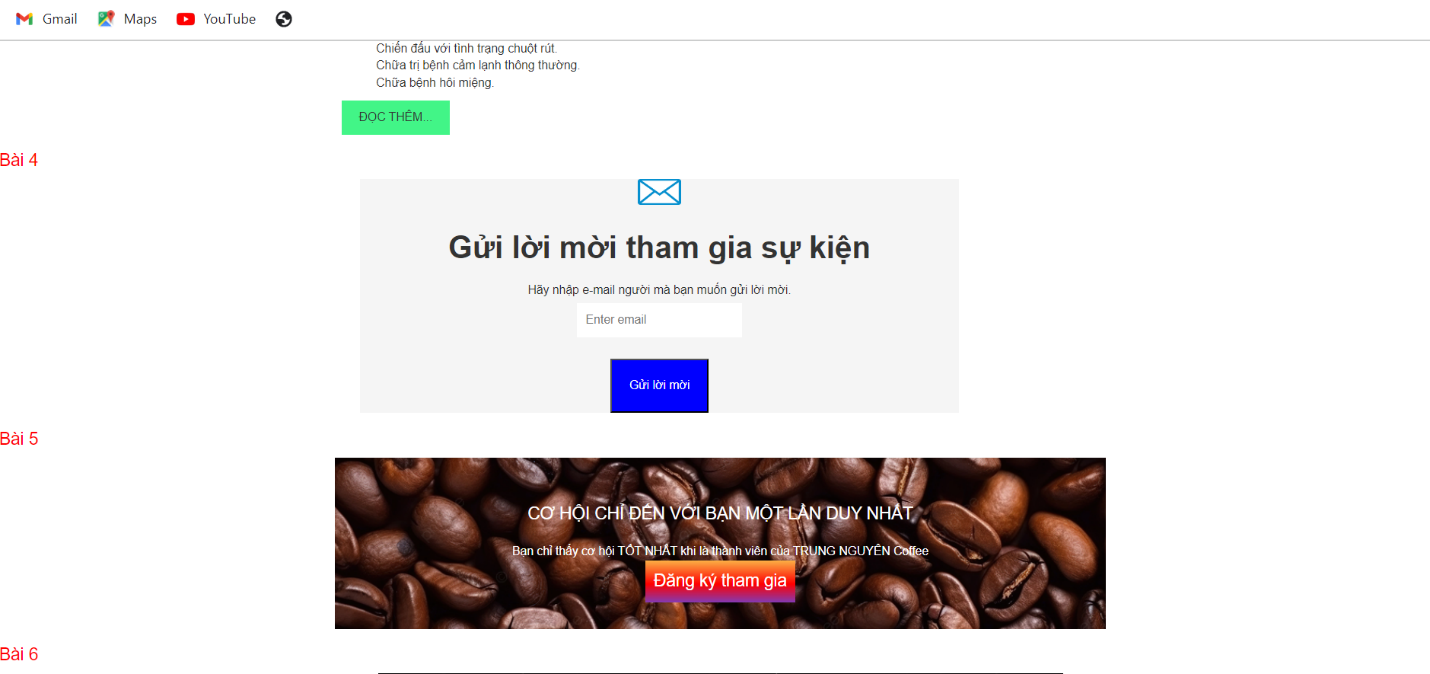 Gmail Maps YouTube
Chiến đấu với tình trạng chuột rút.
Chữa trị bệnh cảm lạnh thông thường.
Chữa bệnh hôi miệng.
ĐỌC THÊM...
Bài 4
Gửi lời mời tham gia sự kiện
Hãy nhập e-mail người mà bạn muốn gửi lời mời.
Enter email
Gửi lời mời
Bài 5
CƠ HỘI CHỈ ĐẾN VỚI BẠN MỘT LẦN DUY NHẤT
Bạn chỉ thấy cơ hội TỐT NHẤT khi là thành viên của TRUNG NGUYÊN Coffee
Đăng ký tham gia
Bài 6